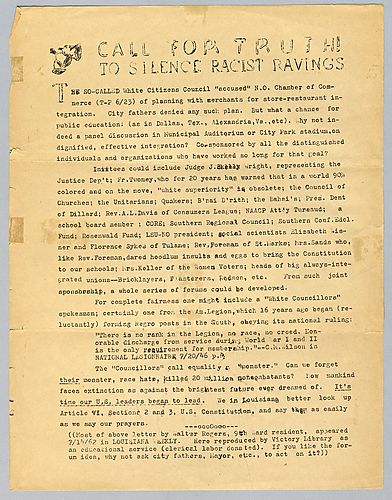 CALL FOR TRUTH
TO SILENCE RACIST RAVINGS
THE SO-CALLED White Citizens Council "accused" N.O. Chamber of Com-
merce (T-P 6/23) of planning with merchants for store-restaurant in-
tegration. City fathers denied any such plan. But what a chance for
public education! (as in Dallas, Tex., Alexandria,Va.,etc). Why not in-
deed a panel discussion in Municipal Auditorium or City Park stadium,on
dignified, effective integration? Co-sponsored by all the distinguished
individuals and organizations who have worked so long for that goal?
Invitees could include Judge J.Skelly Wright, representing the
Justice Dep't; Mr.Toomey,who for 20 years has warned that in a world 90%
colored and on the move, "white superiority" is obsolete; the Council of
Churches; the Unitarians; Quakers; B'nai B'rith; the Bahai's; Pres. Dent
of Dillard; Rev.A.L.Davis of Consumers League; NAACP Att'y Tureaud; a
school board member; CORE; Southern Regional Council; Southern Conf.Educl.
Fund; Rosenwald Fund; LSU-NO president; social scientists Elizabeth Wis-
ner and Florence Sykes of Tulane; Rev.Foreman of St.Marks; Mrs.Sands who,
like Rev.Foreman,dared hoodlum insults and eggs to bring the Constitution
to our schools; Mrs.Keller of the Women Voters; heads of big always-inte-
grated unions--Bricklayers, Plasterers, Rodmen, etc. From such joint
sponsorship, a whole series of forums could be developed.
For complete fairness one might include a "White Councillors"
spokesman; certainly one from the Am.Legion,which 16 years ago began (re-
luctantly) forming Negro posts in the South, obeying its national ruling:
"There is no rank in the Legion, no race, no creed. Hon-
orable discharge from service during World War I and II
is the only requirement for membership."--C.M.Wilson in
NATIONAL LEGIONNAIRE,7/20/46 p.4
The "Councillors" call equality a "monster." Can we forget
their monster, race hate, killed 20 million noncombatants? Now mankind
faces extinction as against the brightest future ever dreamed of. It's
time our U.S. leaders began to lead. We in Louisiana better look up
Article VI, Sections 2 and 3, U.S. Constitution, and say them as easily
as we may our prayers.
((Most of above letter by Walter Rogers, 9th Ward resident, appeared
7/14/62 in LOUISIANA WEEKLY. Here reproduced by Victory Library as
an educational service (clerical labor donated). If you like the for-
um idea, why not ask city fathers, Mayor, etc., to act on it?))